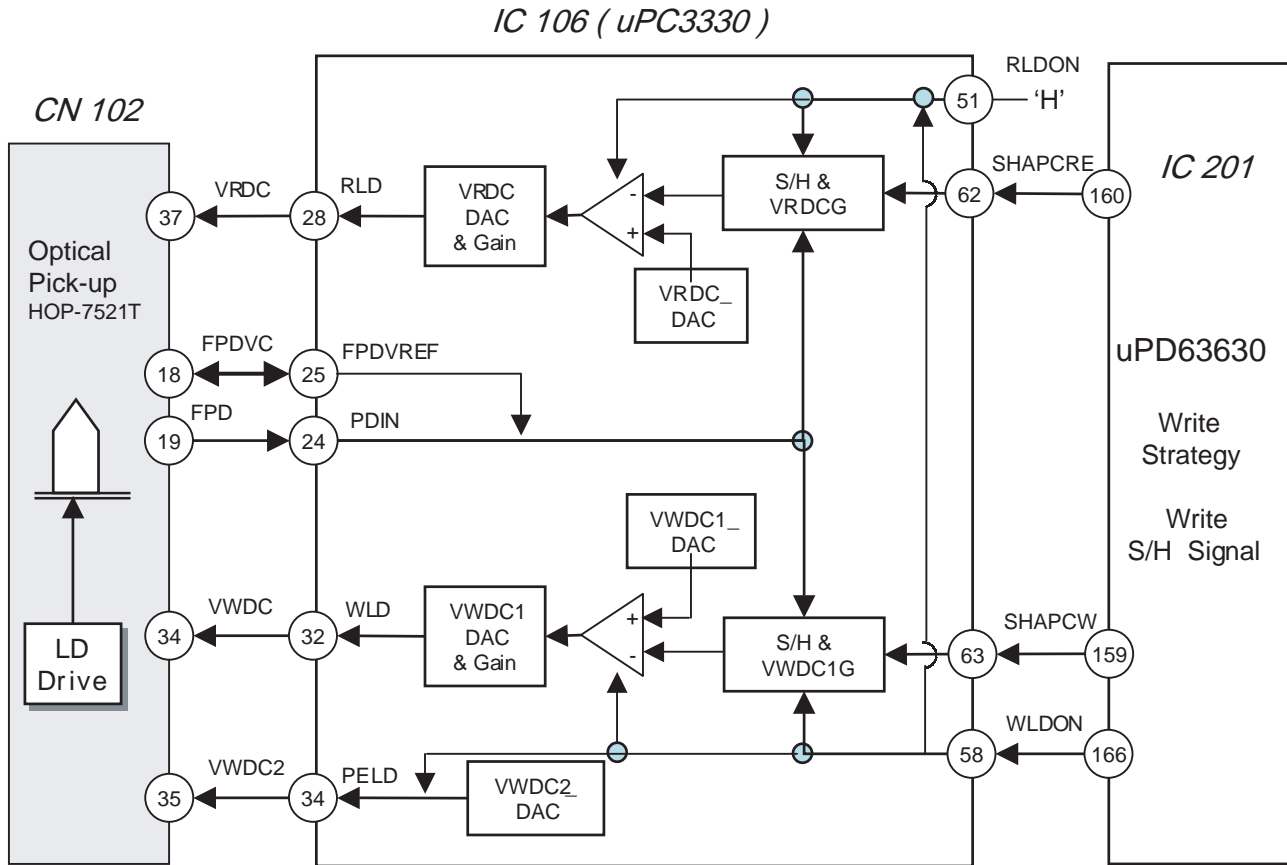 IC 106 ( uPC3330 )
CN 102
RLDON
51
'H'
SHAPCRE
IC 201
VRDC
RLD
VRDC
DAC
& Gain
-
+
S/H &
VRDCG
62
160
37
28
Optical
Pick-up
HOP-7521T
VRDC_
DAC
FPDVC
FPDVREF
18
25
uPD63630
FPD
PDIN
19
24
Write
Strategy
VWDC1_
DAC
Write
S/H Signal
VWDC
WLD
VWDC1
DAC
& Gain
+
-
S/H &
VWDC1G
SHAPCW
34
32
63
159
LD
Drive
WLDON
58
166
VWDC2
PELD
VWDC2_
DAC
35
34